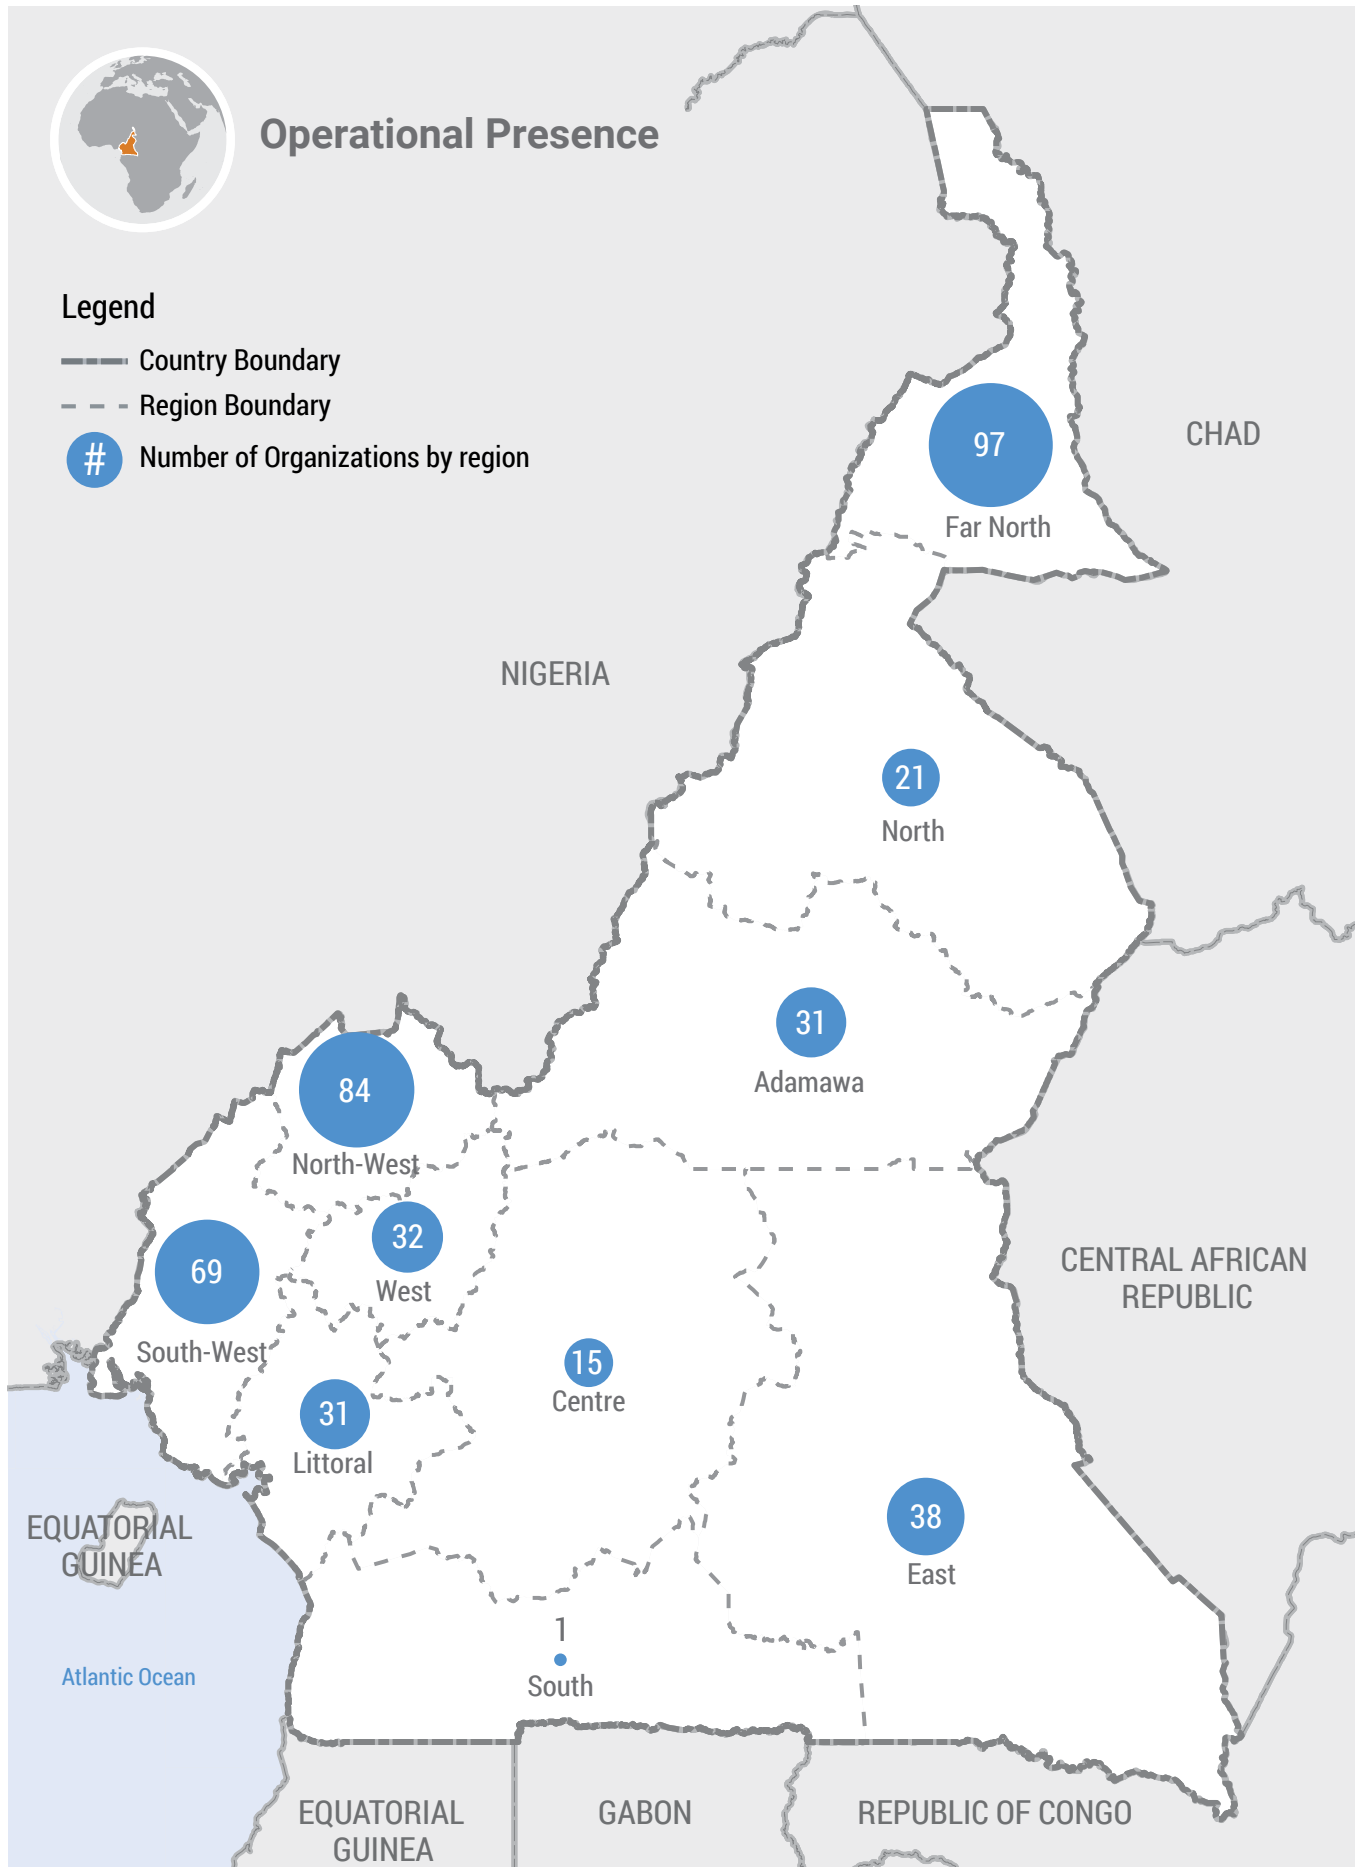 Operational Presence
Legend
Country Boundary
Region Boundary
# Number of Organizations by region
97
Far North
CHAD
NIGERIA
21
North
31
Adamawa
84
North-West
32
West
69
South-West
CENTRAL AFRICAN
REPUBLIC
15
Centre
31
Littoral
38
East
EQUATORIAL
GUINEA
1
South
Atlantic Ocean
EQUATORIAL
GUINEA
GABON
REPUBLIC OF CONGO